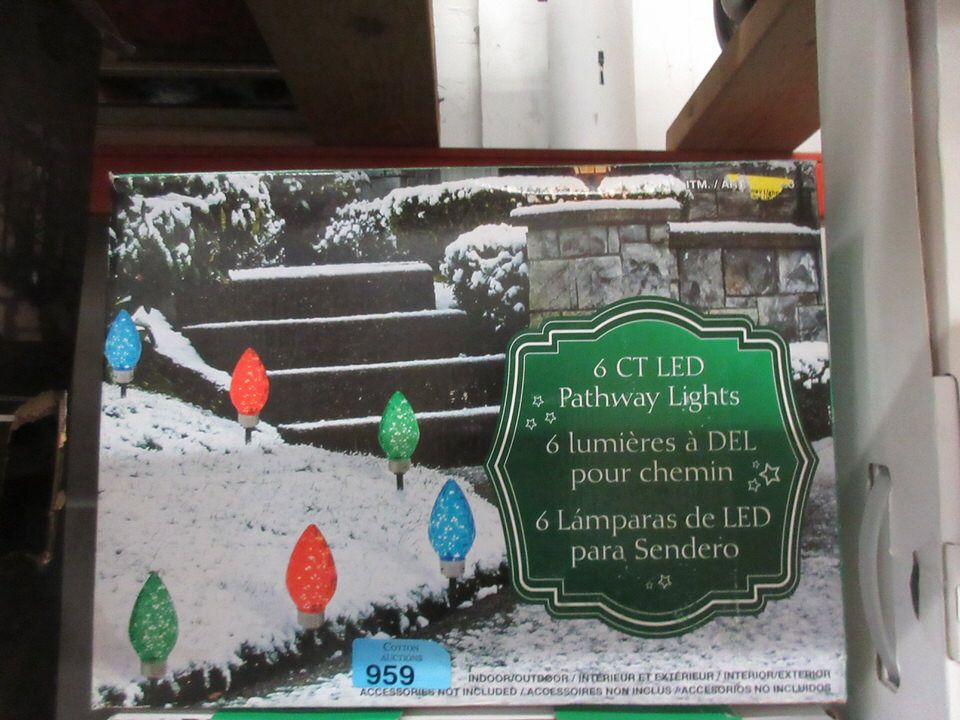 ITM. / ART
6 CT LED
Pathway Lights
6 lumières à DEL
pour chemin
6 Lámparas de LED
para Sendero
COTTON
AUCTIONS
959
INDOOR/OUTDOOR / INTÉRIEUR ET EXTÉRIEUR / INTERIOR/EXTERIOR
ACCESSORIES NOT INCLUDED / ACCESSOIRES NON INCLUS / ACCESORIOS NO INCLUIDOS